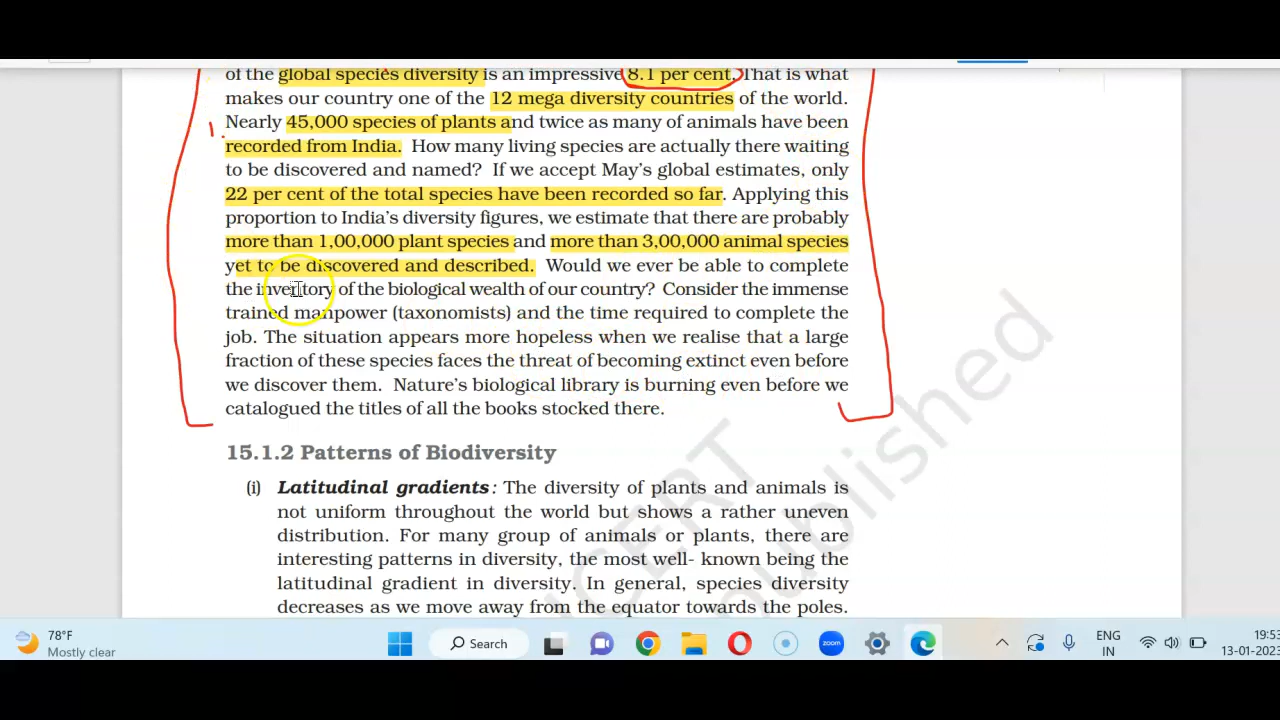 of the global species diversity is an impressive 8.1 per cent. That is what
makes our country one of the 12 mega diversity countries of the world.
Nearly 45,000 species of plants and twice as many of animals have been
recorded from India. How many living species are actually there waiting
to be discovered and named? If we accept May's global estimates, only
22 per cent of the total species have been recorded so far. Applying this
proportion to India's diversity figures, we estimate that there are probably
more than 1,00,000 plant species and more than 3,00,000 animal species
yet to be discovered and described. Would we ever be able to complete
the inventory of the biological wealth of our country? Consider the immense
trained manpower (taxonomists) and the time required to complete the
job. The situation appears more hopeless when we realise that a large
fraction of these species faces the threat of becoming extinct even before
we discover them. Nature's biological library is burning even before we
catalogued the titles of all the books stocked there.
15.1.2 Patterns of Biodiversity
(i) Latitudinal gradients: The diversity of plants and animals is
not uniform throughout the world but shows a rather uneven
distribution. For many group of animals or plants, there are
interesting patterns in diversity, the most well- known being the
latitudinal gradient in diversity. In general, species diversity
decreases as we move away from the equator towards the poles.
78°F
Mostly clear
Search
zoom
ENG
IN
19:53
13-01-2023